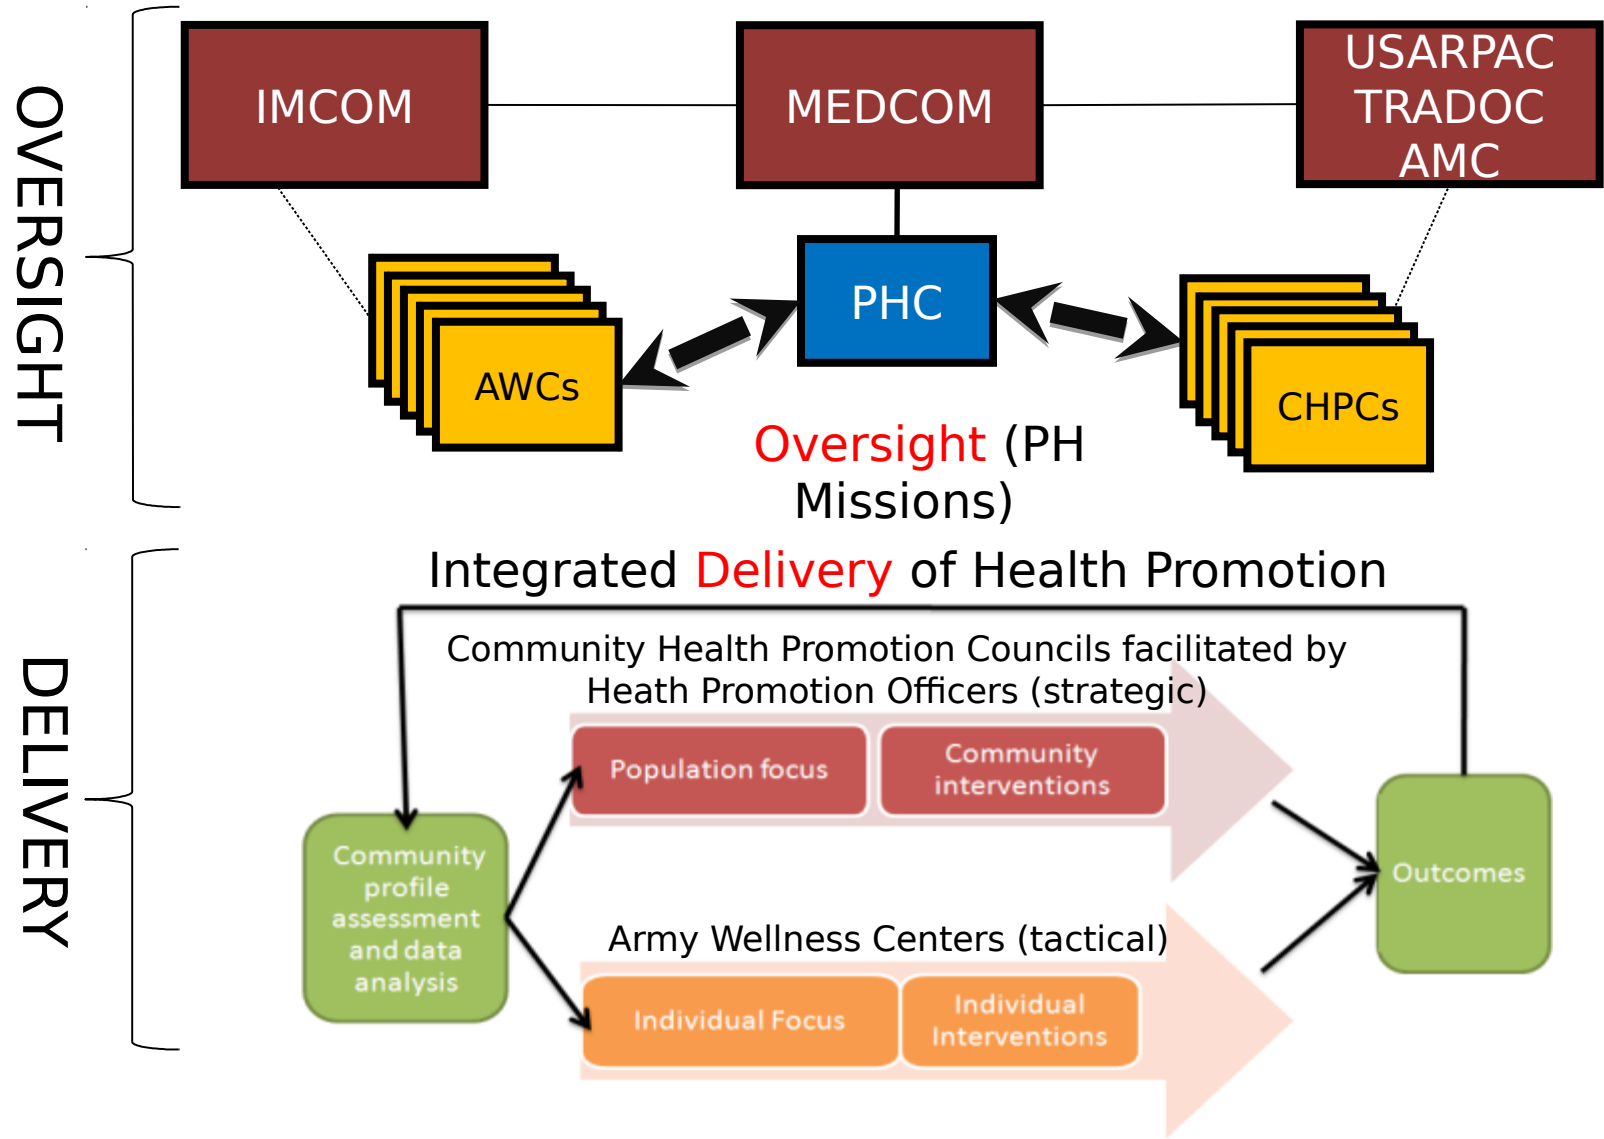 OVERSIGHT
IMCOM
MEDCOM
USARPAC
TRADOC
AMC
AWCs
PHC
CHPCs
Oversight (PH
Missions)
DELIVERY
Integrated Delivery of Health Promotion
Community Health Promotion Councils facilitated by
Heath Promotion Officers (strategic)
Population focus
Community
interventions
Community
profile
assessment
and data
analysis
Outcomes
Army Wellness Centers (tactical)
Individual Focus
Individual
Interventions